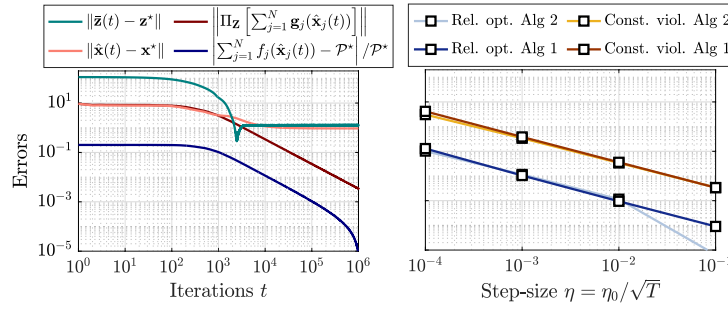 ‖z̄(t) − z⋆‖ ‖Π_Z [∑_{j=1}^N g_j(x̂_j(t))]‖
‖x̂(t) − x⋆‖ |∑_{j=1}^N f_j(x̂_j(t)) − P⋆| /P⋆
Errors
10^1
10^−1
10^−3
10^−5
10^0 10^1 10^2 10^3 10^4 10^5 10^6
Iterations t
Rel. opt. Alg 2 Const. viol. Alg 2
Rel. opt. Alg 1 Const. viol. Alg 1
10^−4 10^−3 10^−2 10^−1
Step-size η = η_0/√T